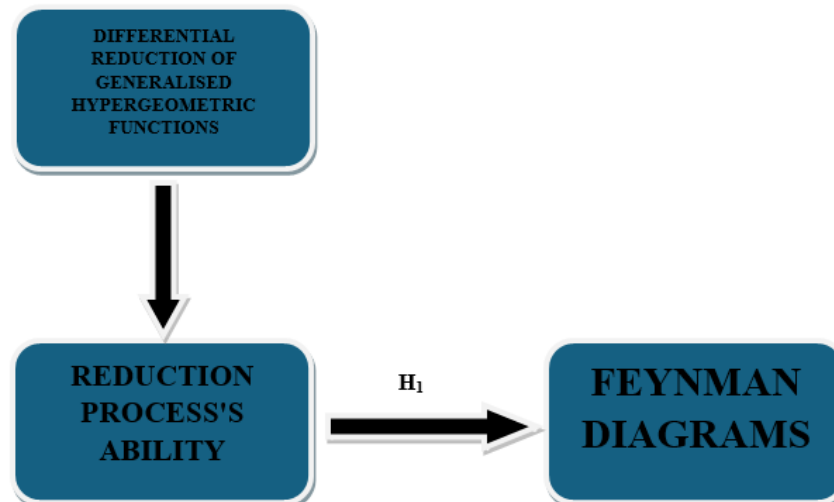 DIFFERENTIAL
REDUCTION OF
GENERALISED
HYPERGEOMETRIC
FUNCTIONS
REDUCTION
PROCESS'S
ABILITY
H₁
FEYNMAN
DIAGRAMS